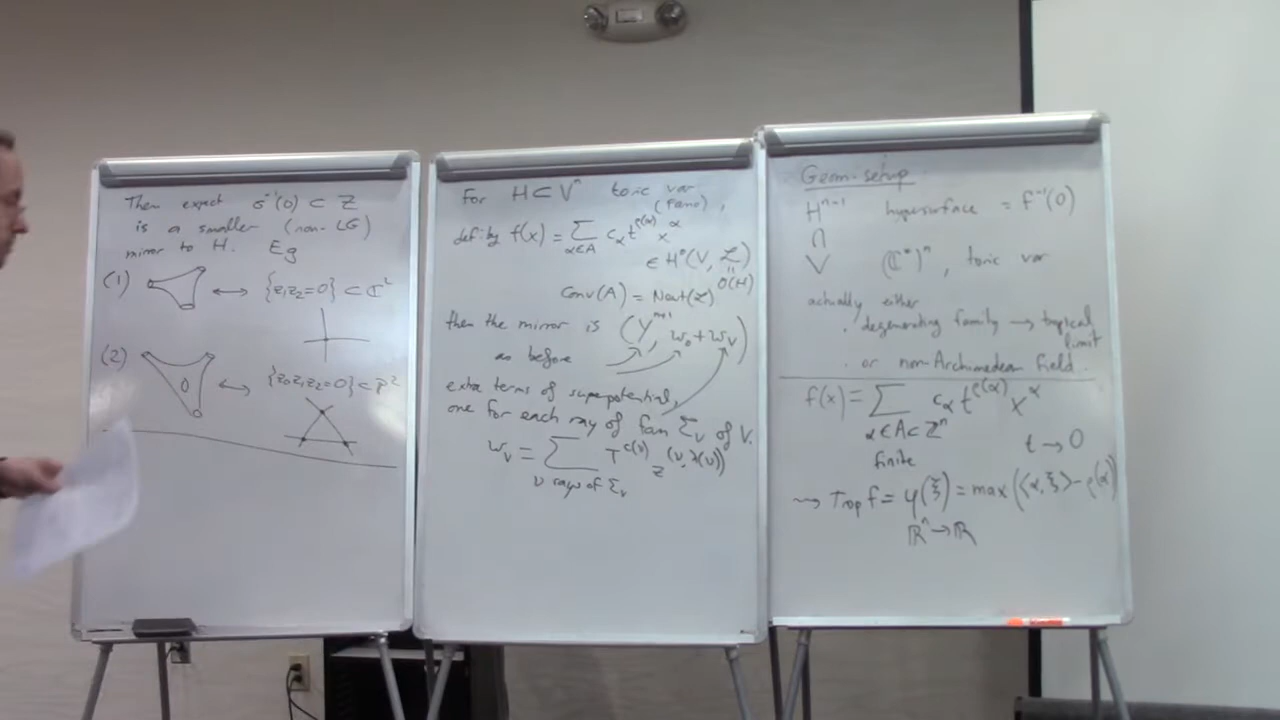 Then expect σ⁻¹(0) ⊂ Z
is a smaller (non-LG)
mirror to H. Eg
(1) ↔ {z₁z₂=0} ⊂ ℂ²
(2) ↔ {z₀z₁z₂=0} ⊂ P²
For H ⊂ Vⁿ toric var
(Fano),
def. by f(x) = Σ c_α t^{ρ(α)} x^α
α∈A
∈ H⁰(V, ℒ)
=
O(H)
Conv(A) = Newt(ℒ)
then the mirror is (Yⁿ⁺¹, w₀+w_V)
as before
extra terms of superpotential,
one for each ray of fan Σ_V of V.
w_V = Σ T^{c(ν)} z^{(ν,λ(ν))}
ν rays of Σ_V
Geom. setup
Hⁿ⁻¹ hypersurface = f⁻¹(0)
∩
V (ℂ*)ⁿ, toric var
actually either
· degenerating family → tropical
limit
· or non-Archimedean field.
f(x) = Σ c_α t^{ρ(α)} x^α
α∈A⊂ℤⁿ
finite
t → 0
⇝ Trop f = φ(ξ) = max(⟨α,ξ⟩ - ρ(α))
ℝⁿ → ℝ